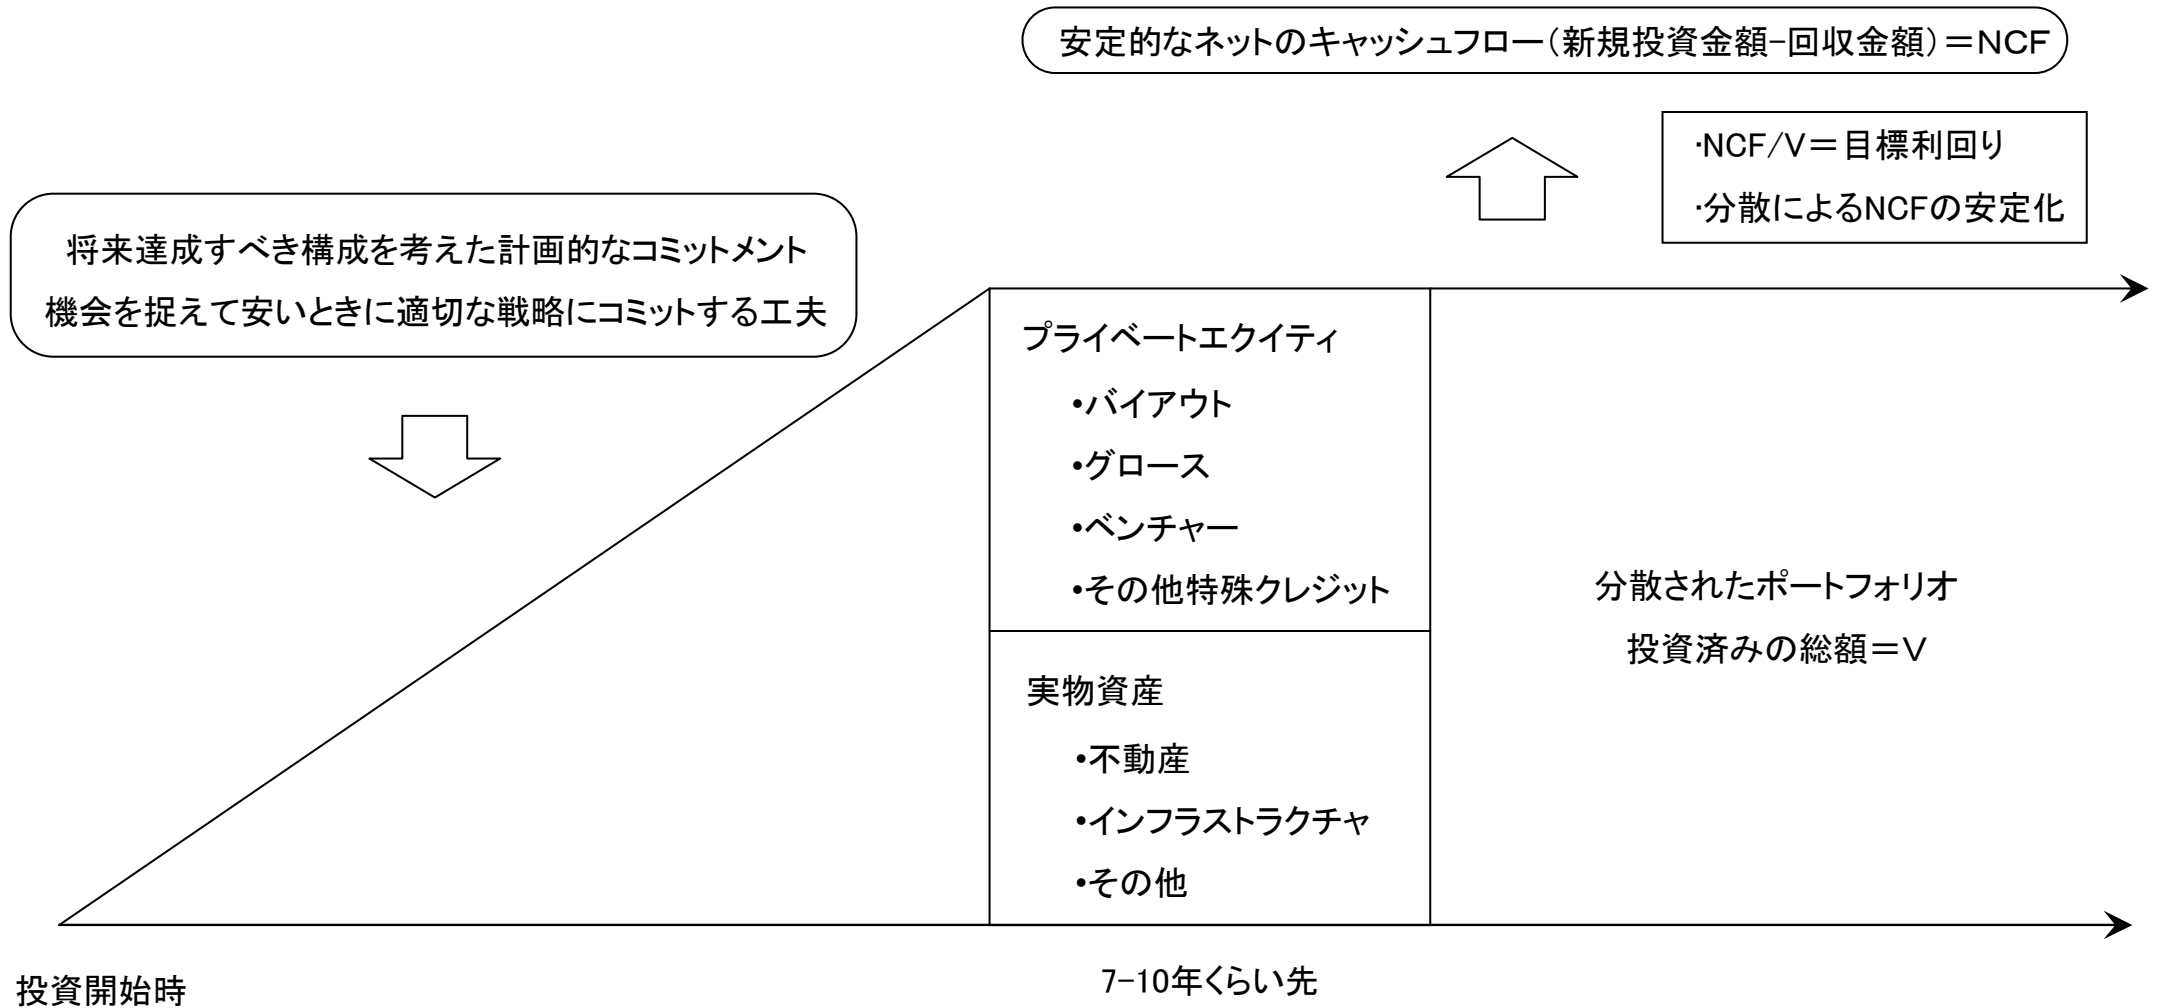 安定的なネットのキャッシュフロー(新規投資金額-回収金額)＝NCF
・NCF/V＝目標利回り
・分散によるNCFの安定化
将来達成すべき構成を考えた計画的なコミットメント
機会を捉えて安いときに適切な戦略にコミットする工夫
プライベートエクイティ
・バイアウト
・グロース
・ベンチャー
・その他特殊クレジット
実物資産
・不動産
・インフラストラクチャ
・その他
分散されたポートフォリオ
投資済みの総額＝V
投資開始時
7-10年くらい先